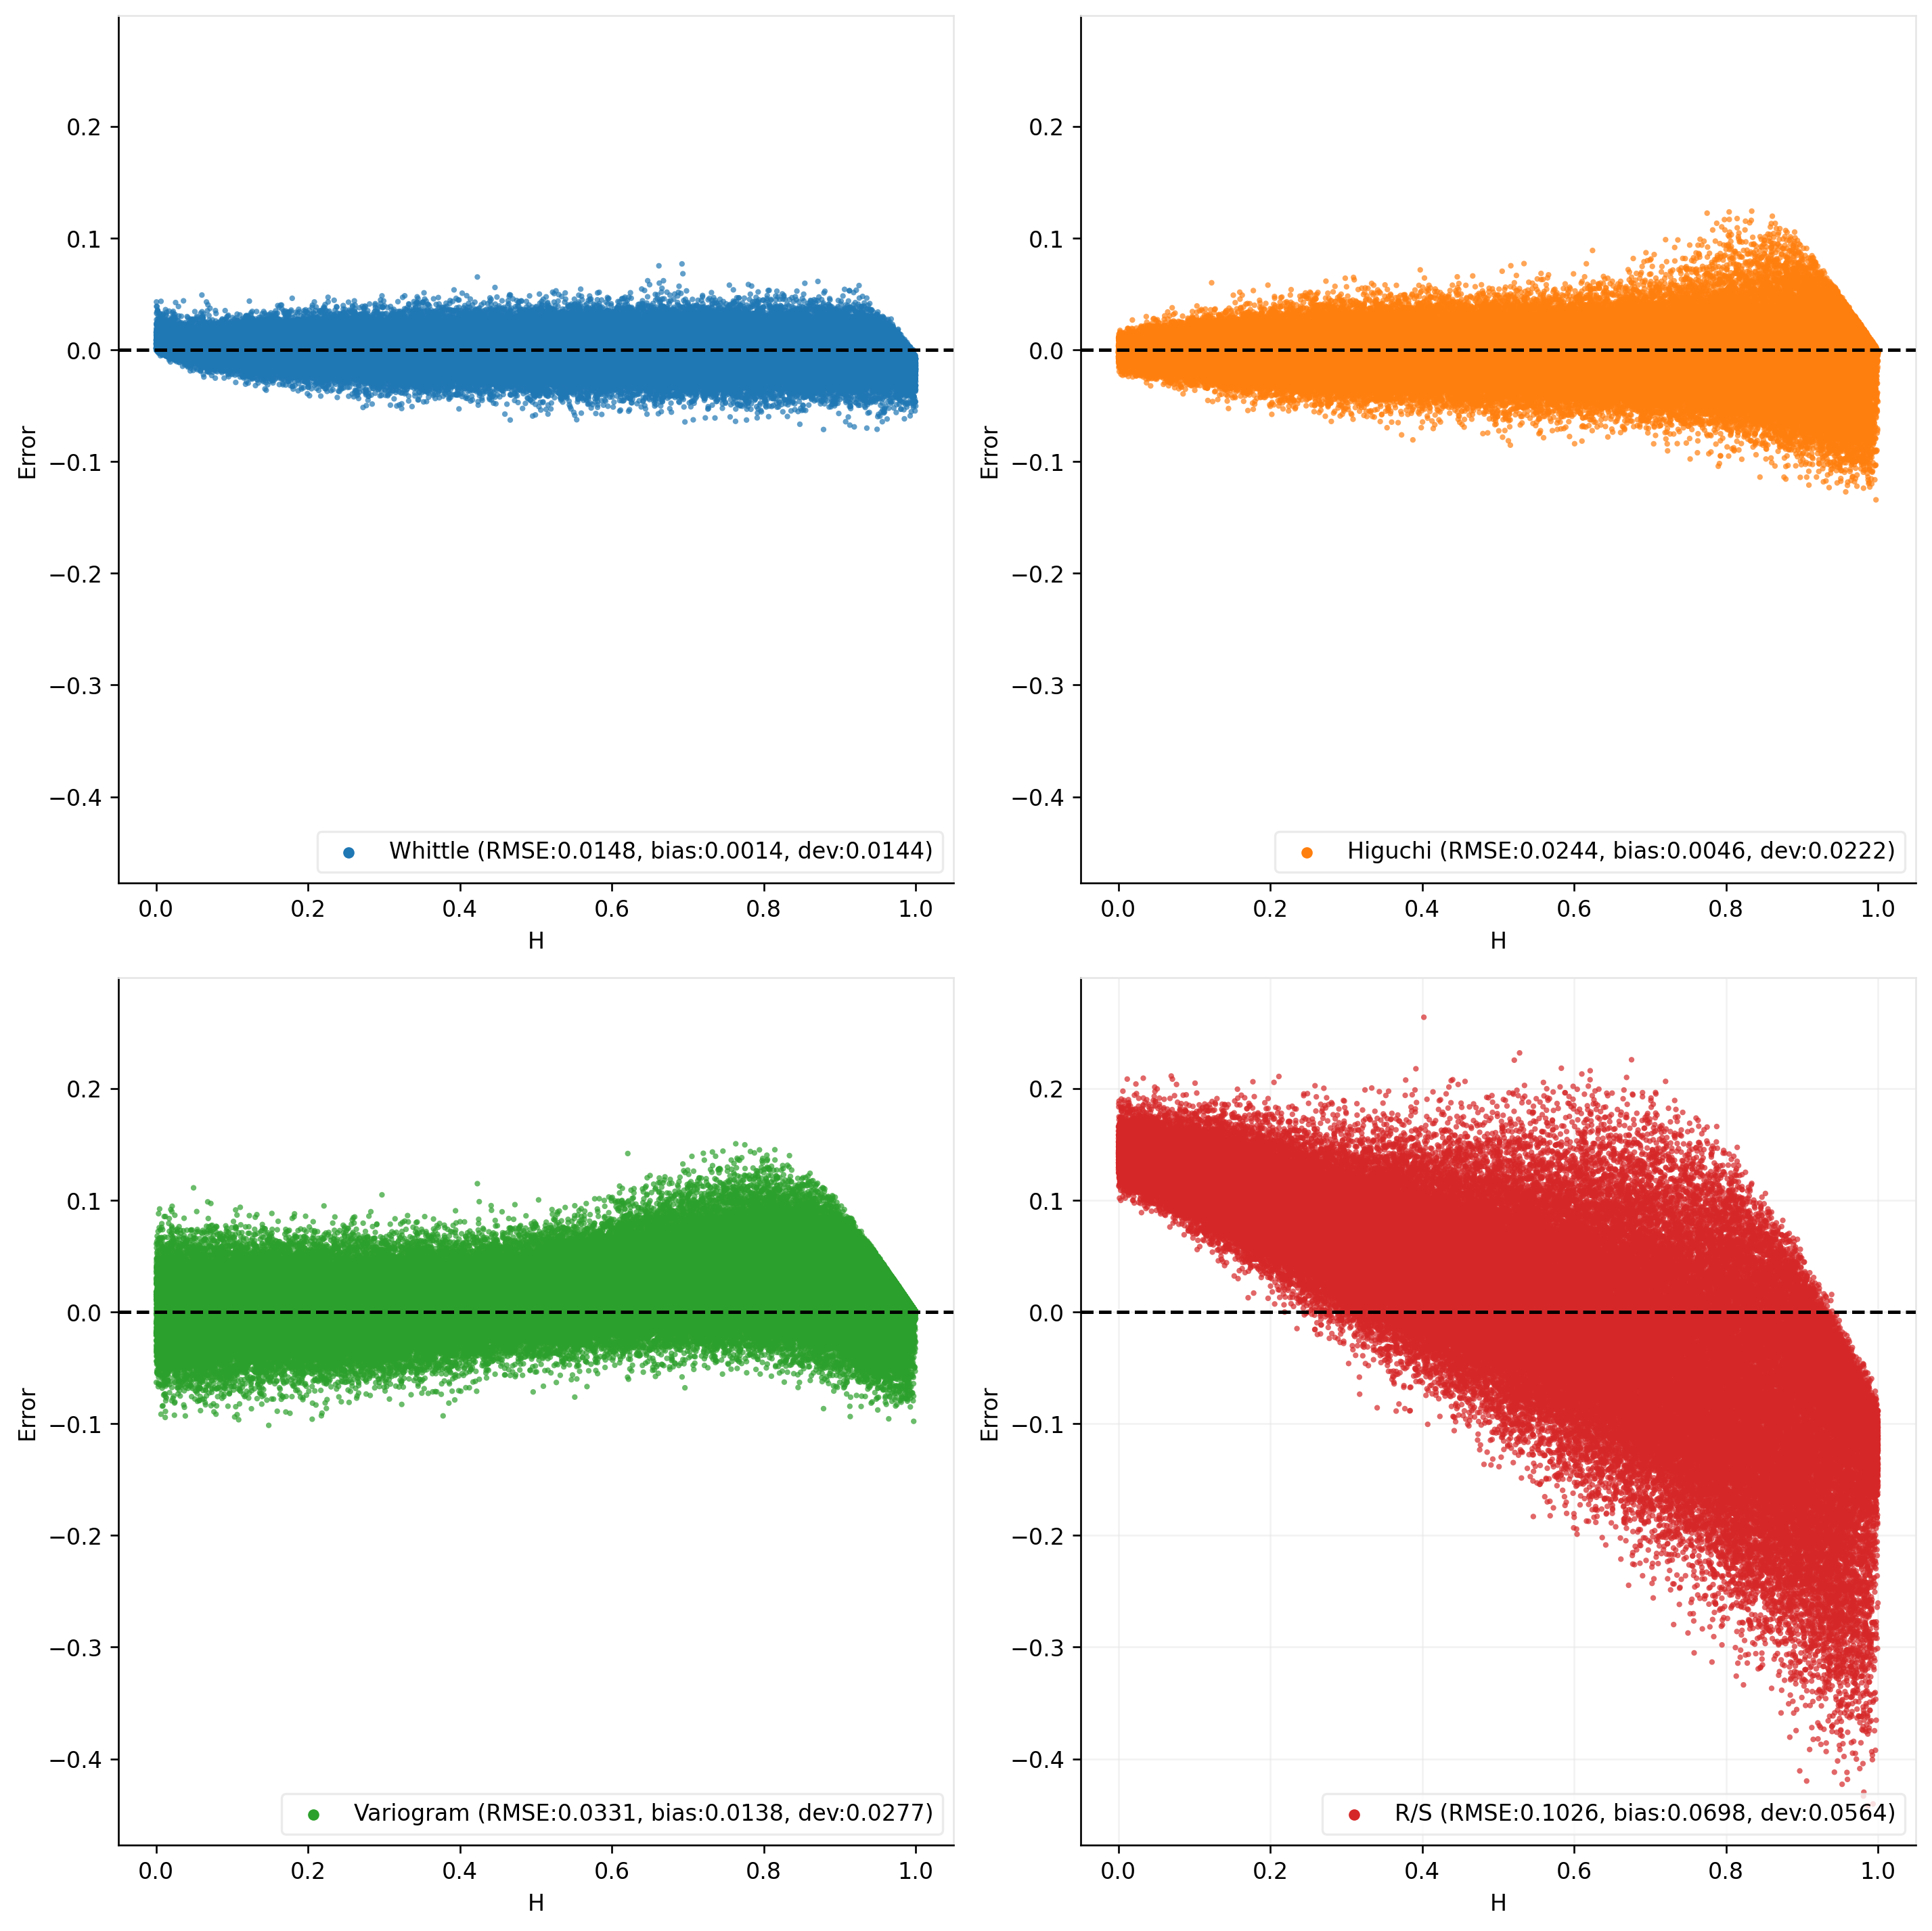 0.2
0.1
0.0
−0.1
−0.2
−0.3
−0.4
Error
Whittle (RMSE:0.0148, bias:0.0014, dev:0.0144)
0.0 0.2 0.4 0.6 0.8 1.0
H
0.2
0.1
0.0
−0.1
−0.2
−0.3
−0.4
Error
Higuchi (RMSE:0.0244, bias:0.0046, dev:0.0222)
0.0 0.2 0.4 0.6 0.8 1.0
H
0.2
0.1
0.0
−0.1
−0.2
−0.3
−0.4
Error
Variogram (RMSE:0.0331, bias:0.0138, dev:0.0277)
0.0 0.2 0.4 0.6 0.8 1.0
H
0.2
0.1
0.0
−0.1
−0.2
−0.3
−0.4
Error
R/S (RMSE:0.1026, bias:0.0698, dev:0.0564)
0.0 0.2 0.4 0.6 0.8 1.0
H